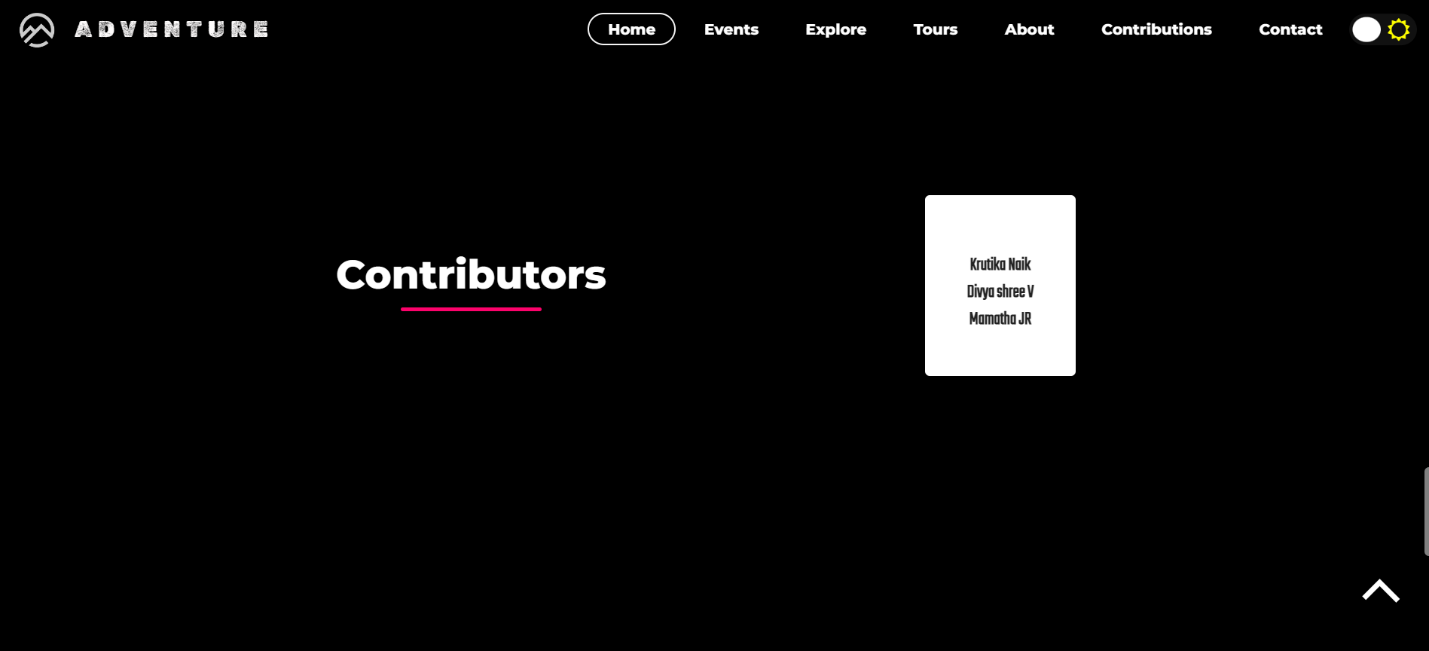 ADVENTURE
Home Events Explore Tours About Contributions Contact
Contributors
Krutika Naik
Divya shree V
Mamatha JR